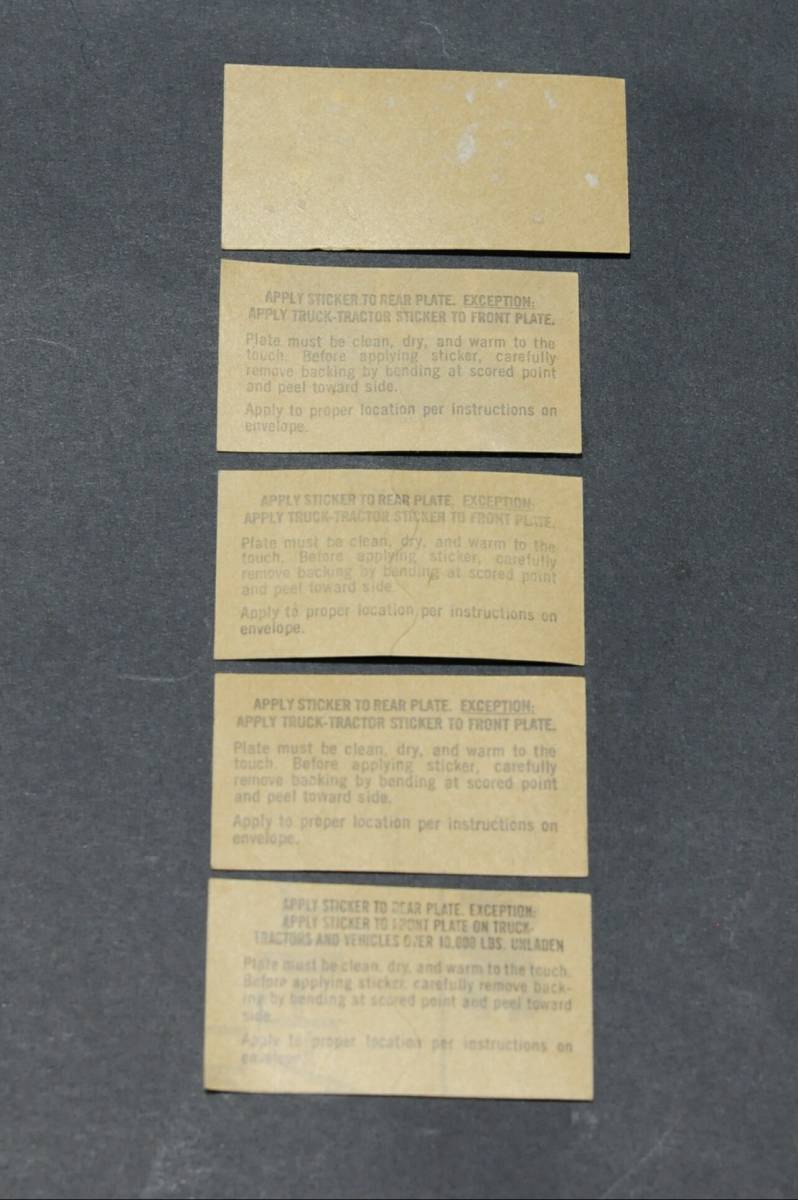 APPLY STICKER TO REAR PLATE. EXCEPTION:
APPLY TRUCK-TRACTOR STICKER TO FRONT PLATE.
Plate must be clean, dry, and warm to the
touch. Before applying sticker, carefully
remove backing by bending at scored point
and peel toward side.
Apply to proper location per instructions on
envelope.
APPLY STICKER TO REAR PLATE. EXCEPTION:
APPLY TRUCK-TRACTOR STICKER TO FRONT PLATE.
Plate must be clean, dry, and warm to the
touch. Before applying sticker, carefully
remove backing by bending at scored point
and peel toward side.
Apply to proper location per instructions on
envelope.
APPLY STICKER TO REAR PLATE. EXCEPTION:
APPLY TRUCK-TRACTOR STICKER TO FRONT PLATE.
Plate must be clean, dry, and warm to the
touch. Before applying sticker, carefully
remove backing by bending at scored point
and peel toward side.
Apply to proper location per instructions on
envelope.
APPLY STICKER TO REAR PLATE. EXCEPTION:
APPLY STICKER TO FRONT PLATE ON TRUCK-
TRACTORS AND VEHICLES OVER 10,000 LBS. UNLADEN
Plate must be clean, dry, and warm to the touch.
Before applying sticker, carefully remove back-
ing by bending at scored point and peel toward
side.
Apply to proper location per instructions on
envelope.